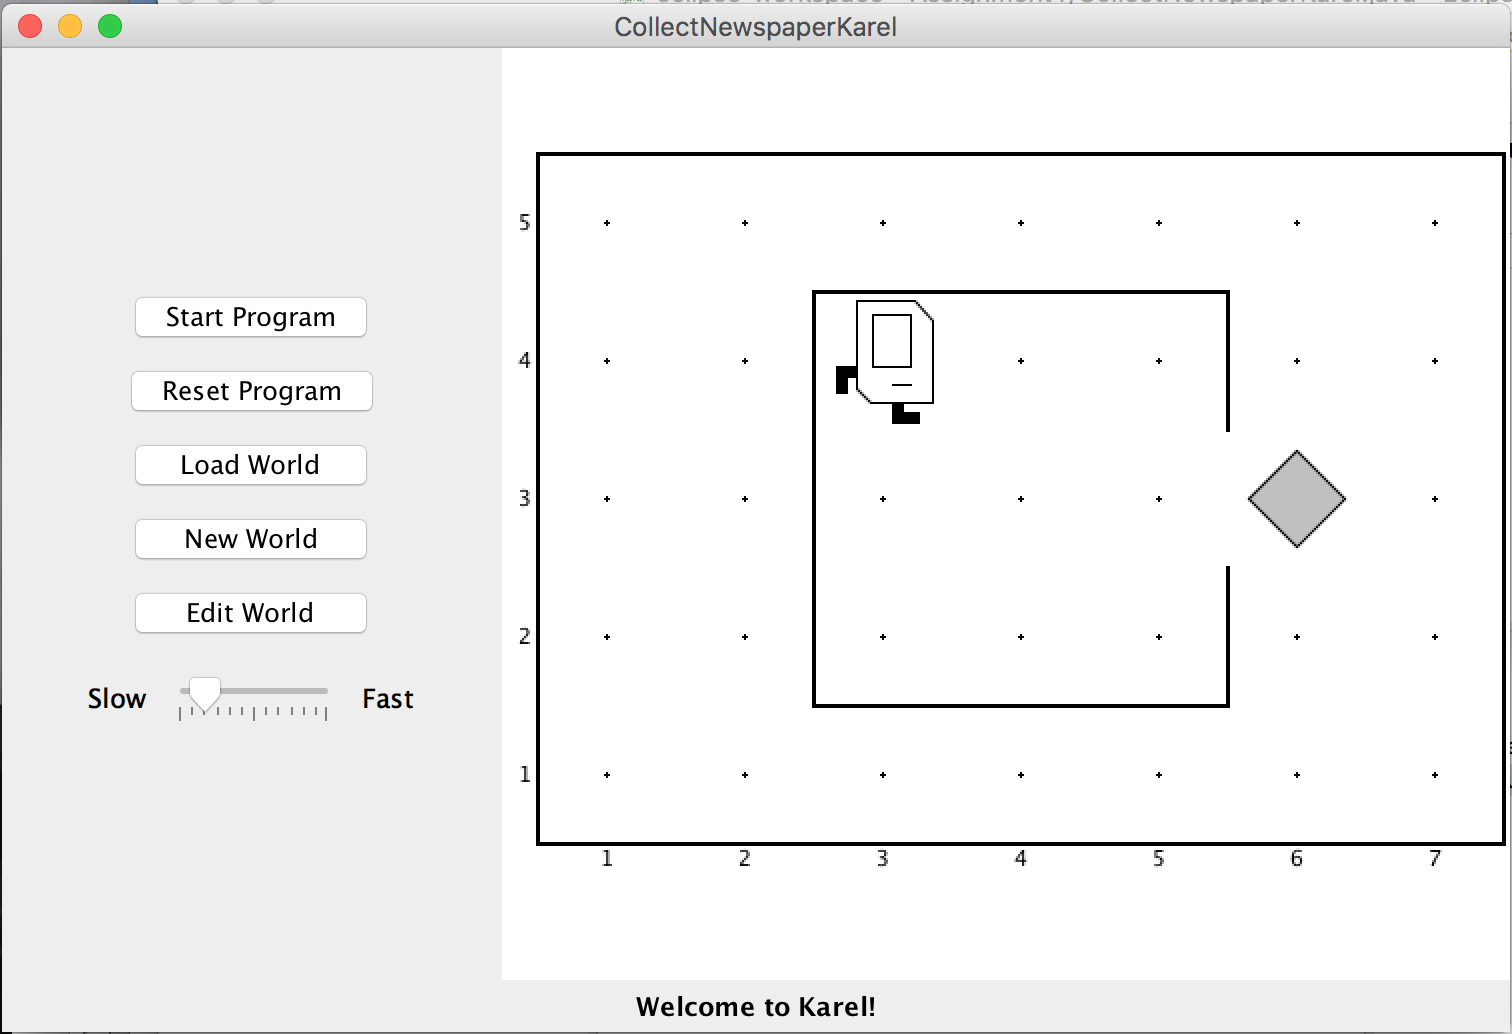 CollectNewspaperKarel
Start Program
Reset Program
Load World
New World
Edit World
Slow Fast
5
4
3
2
1
1 2 3 4 5 6 7
Welcome to Karel!